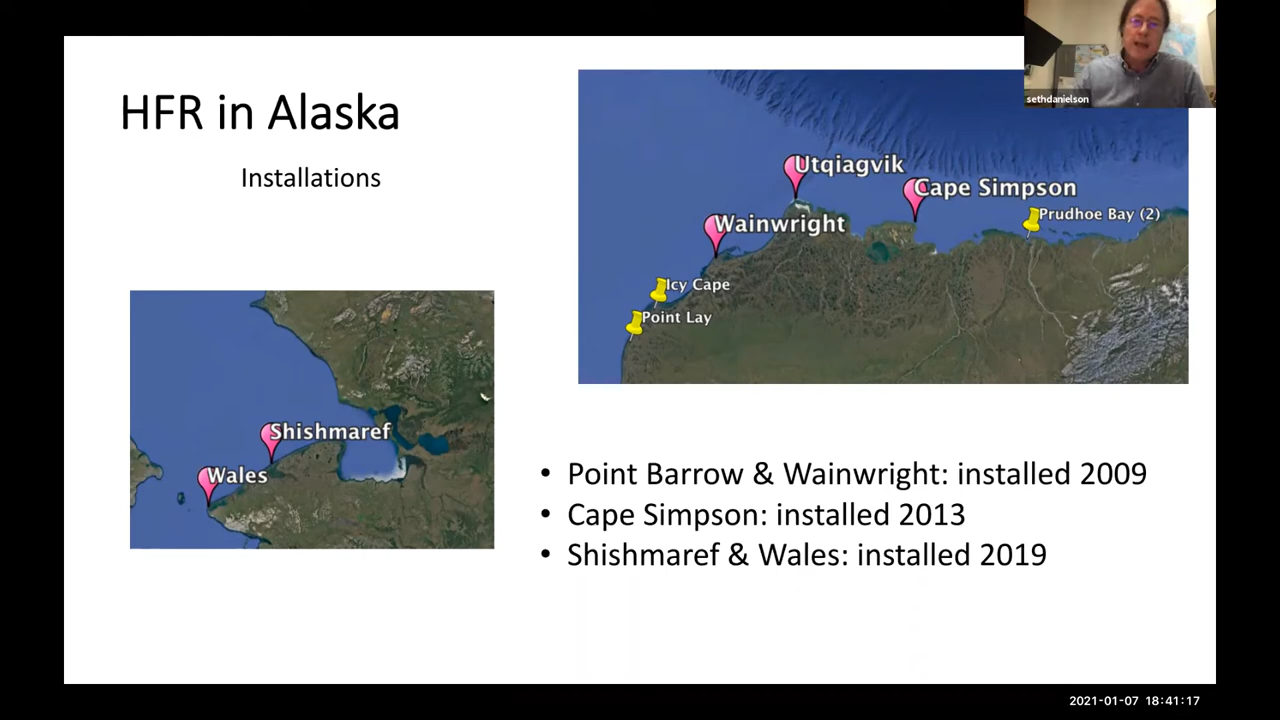 HFR in Alaska
Installations
sethdanielson
Utqiagvik
Cape Simpson
Prudhoe Bay (2)
Wainwright
Icy Cape
Point Lay
Shishmaref
Wales
• Point Barrow & Wainwright: installed 2009
• Cape Simpson: installed 2013
• Shishmaref & Wales: installed 2019
2021-01-07 18:41:17